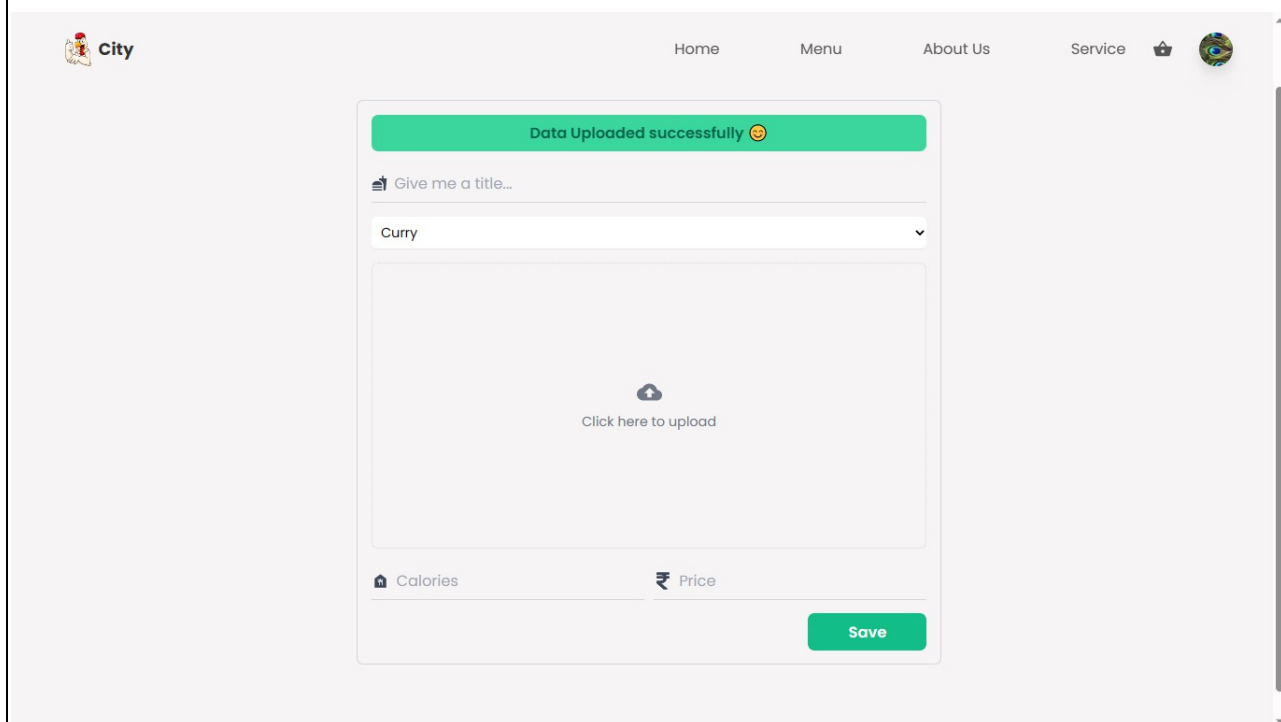 City
Home Menu About Us Service
Data Uploaded successfully 😊
Give me a title...
Curry
Click here to upload
Calories ₹ Price
Save